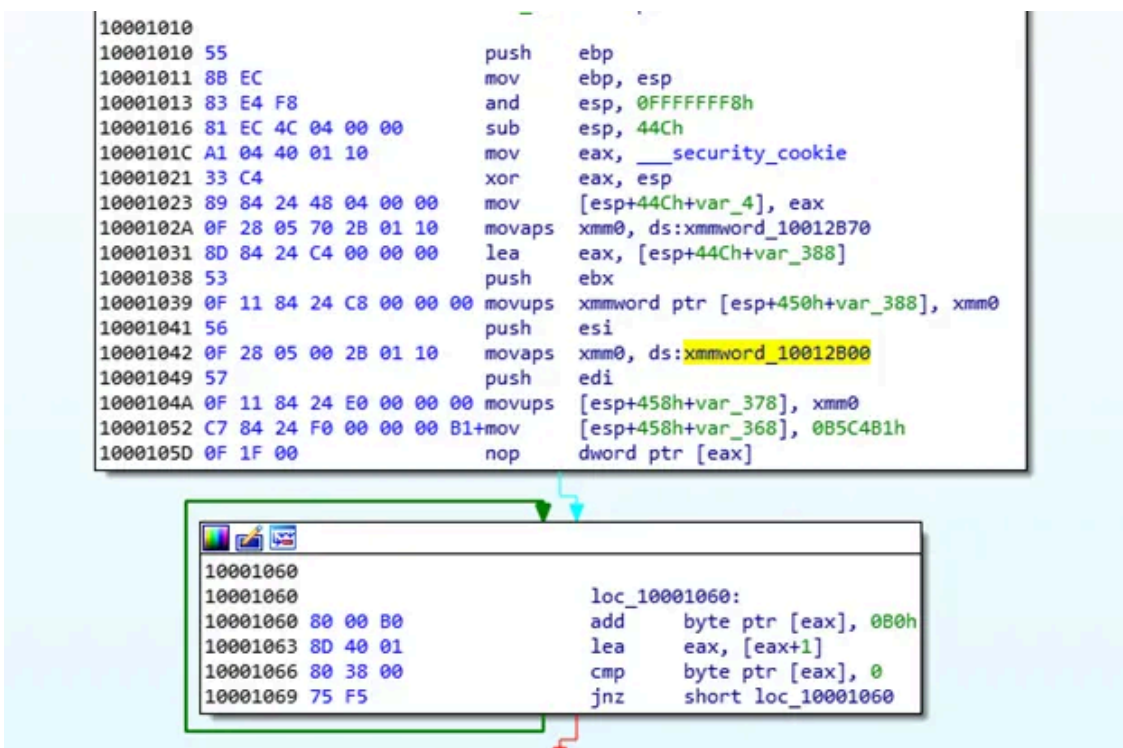 10001010
10001010 55 push ebp
10001011 8B EC mov ebp, esp
10001013 83 E4 F8 and esp, 0FFFFFFF8h
10001016 81 EC 4C 04 00 00 sub esp, 44Ch
1000101C A1 04 40 01 10 mov eax, ___security_cookie
10001021 33 C4 xor eax, esp
10001023 89 84 24 48 04 00 00 mov [esp+44Ch+var_4], eax
1000102A 0F 28 05 70 2B 01 10 movaps xmm0, ds:xmmword_10012B70
10001031 8D 84 24 C4 00 00 00 lea eax, [esp+44Ch+var_388]
10001038 53 push ebx
10001039 0F 11 84 24 C8 00 00 00 movups xmmword ptr [esp+450h+var_388], xmm0
10001041 56 push esi
10001042 0F 28 05 00 2B 01 10 movaps xmm0, ds:xmmword_10012B00
10001049 57 push edi
1000104A 0F 11 84 24 E0 00 00 00 movups [esp+458h+var_378], xmm0
10001052 C7 84 24 F0 00 00 00 B1+mov [esp+458h+var_368], 0B5C4B1h
1000105D 0F 1F 00 nop dword ptr [eax]
10001060
10001060 loc_10001060:
10001060 80 00 B0 add byte ptr [eax], 0B0h
10001063 8D 40 01 lea eax, [eax+1]
10001066 80 38 00 cmp byte ptr [eax], 0
10001069 75 F5 jnz short loc_10001060